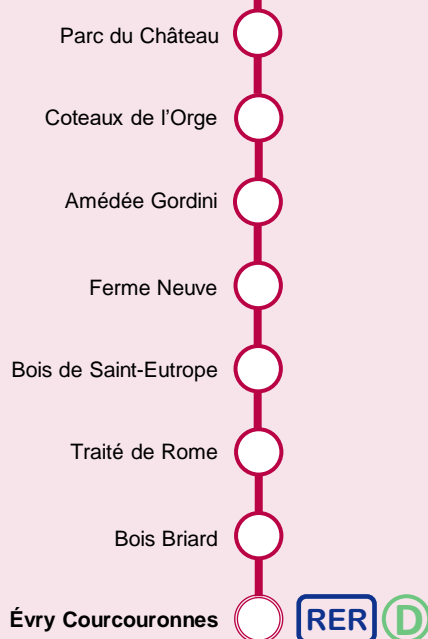 Parc du Château
Coteaux de l'Orge
Amédée Gordini
Ferme Neuve
Bois de Saint-Eutrope
Traité de Rome
Bois Briard
Évry Courcouronnes RER D